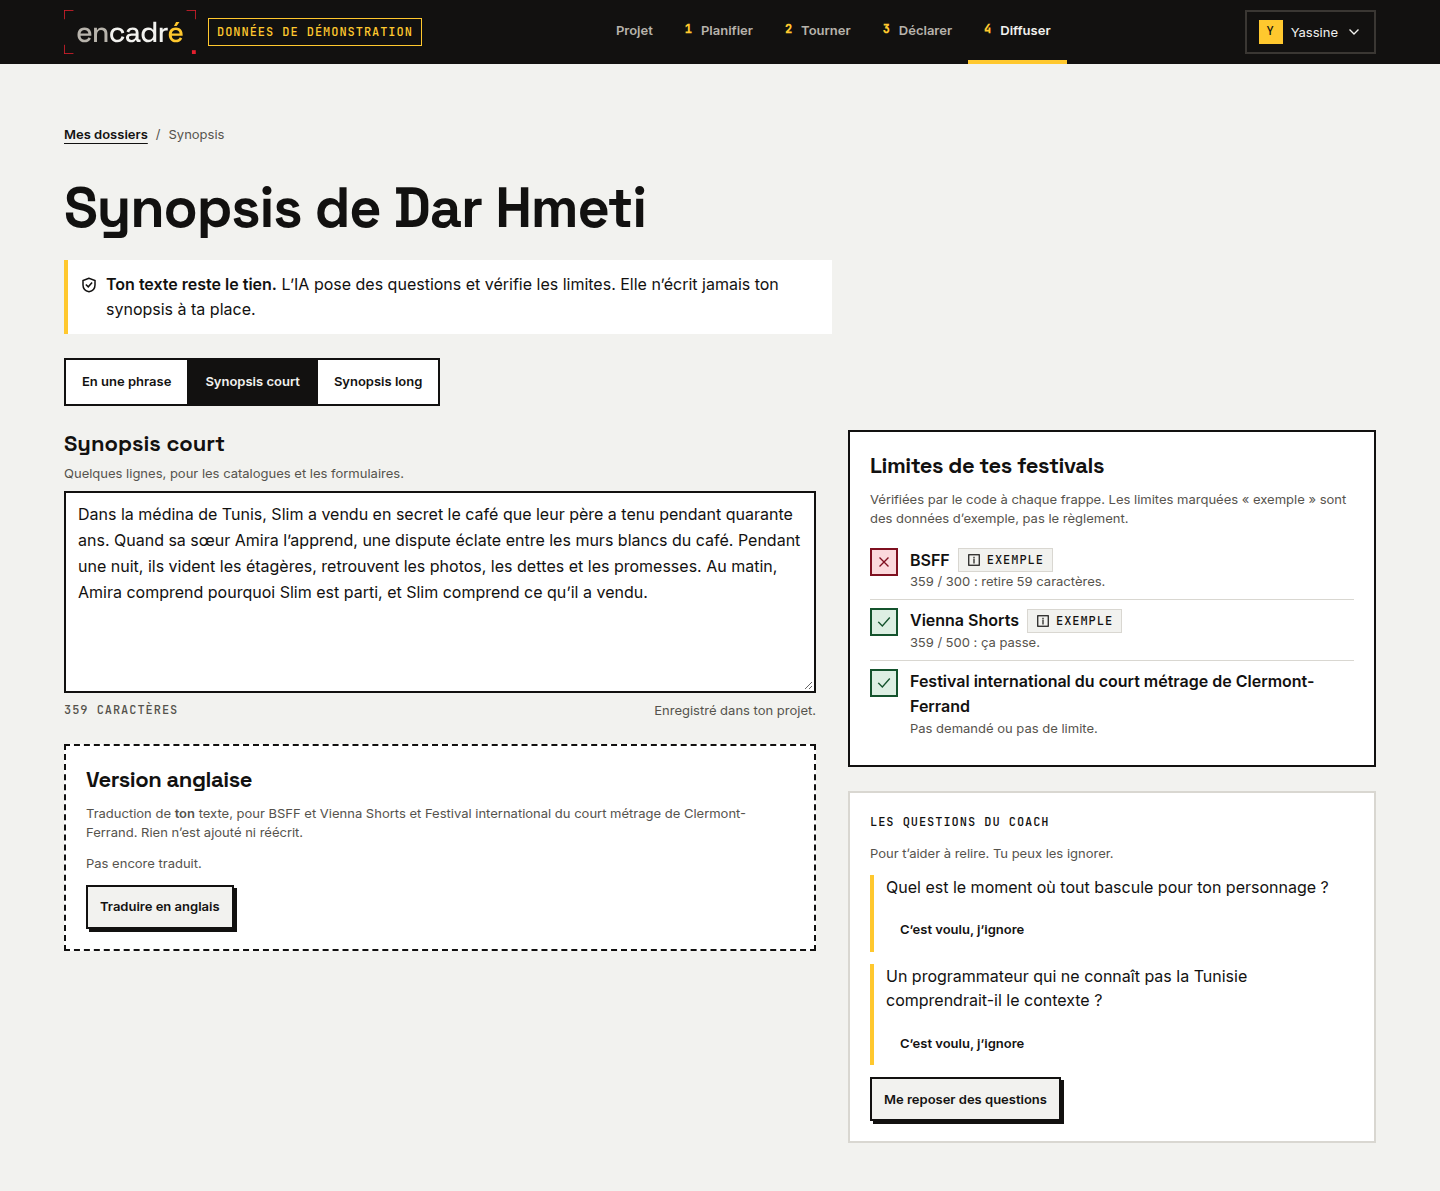 encadré
DONNÉES DE DÉMONSTRATION
Projet
1 Planifier
2 Tourner
3 Déclarer
4 Diffuser
Y Yassine
Mes dossiers / Synopsis
Synopsis de Dar Hmeti
Ton texte reste le tien. L’IA pose des questions et vérifie les limites. Elle n’écrit jamais ton
synopsis à ta place.
En une phrase
Synopsis court
Synopsis long
Synopsis court
Quelques lignes, pour les catalogues et les formulaires.
Dans la médina de Tunis, Slim a vendu en secret le café que leur père a tenu pendant quarante
ans. Quand sa sœur Amira l’apprend, une dispute éclate entre les murs blancs du café. Pendant
une nuit, ils vident les étagères, retrouvent les photos, les dettes et les promesses. Au matin,
Amira comprend pourquoi Slim est parti, et Slim comprend ce qu’il a vendu.
359 CARACTÈRES
Enregistré dans ton projet.
Version anglaise
Traduction de ton texte, pour BSFF et Vienna Shorts et Festival international du court métrage de Clermont-
Ferrand. Rien n’est ajouté ni réécrit.
Pas encore traduit.
Traduire en anglais
Limites de tes festivals
Vérifiées par le code à chaque frappe. Les limites marquées « exemple » sont
des données d’exemple, pas le règlement.
BSFF EXEMPLE
359 / 300 : retire 59 caractères.
Vienna Shorts EXEMPLE
359 / 500 : ça passe.
Festival international du court métrage de Clermont-
Ferrand
Pas demandé ou pas de limite.
LES QUESTIONS DU COACH
Pour t’aider à relire. Tu peux les ignorer.
Quel est le moment où tout bascule pour ton personnage ?
C’est voulu, j’ignore
Un programmateur qui ne connaît pas la Tunisie
comprendrait-il le contexte ?
C’est voulu, j’ignore
Me reposer des questions